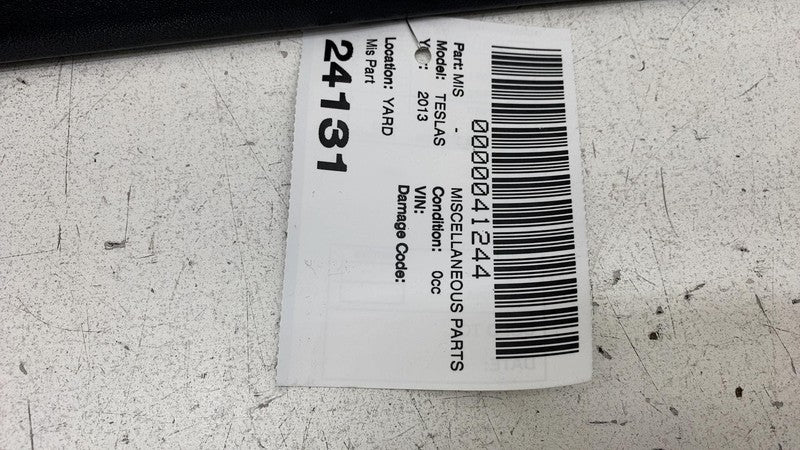 0000041244
Part: MIS - MISCELLANEOUS PARTS
Model: TESLAS Condition: 0cc
2013 VIN:
Damage Code:
Location: YARD
Mis Part
24131